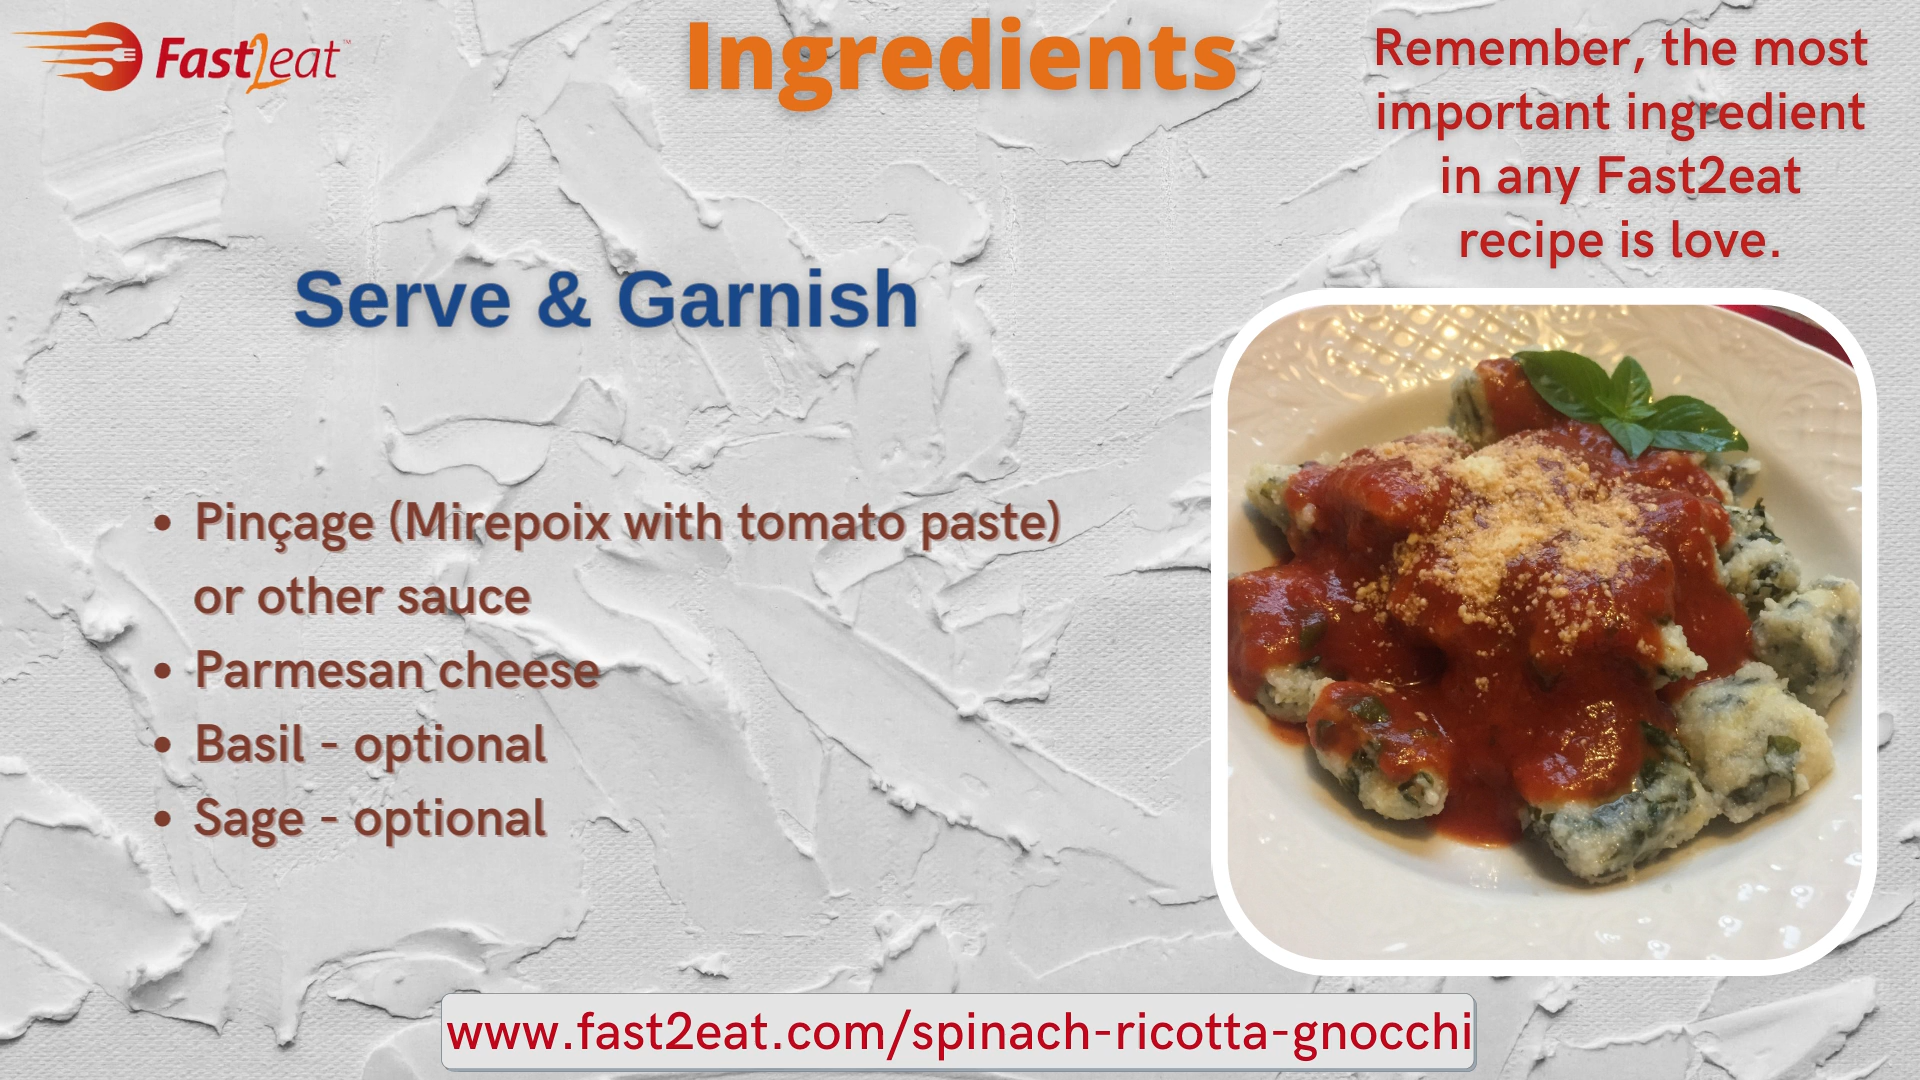 Fast2eat™
Ingredients
Remember, the most
important ingredient
in any Fast2eat
recipe is love.
Serve & Garnish
• Pinçage (Mirepoix with tomato paste)
or other sauce
• Parmesan cheese
• Basil - optional
• Sage - optional
www.fast2eat.com/spinach-ricotta-gnocchi